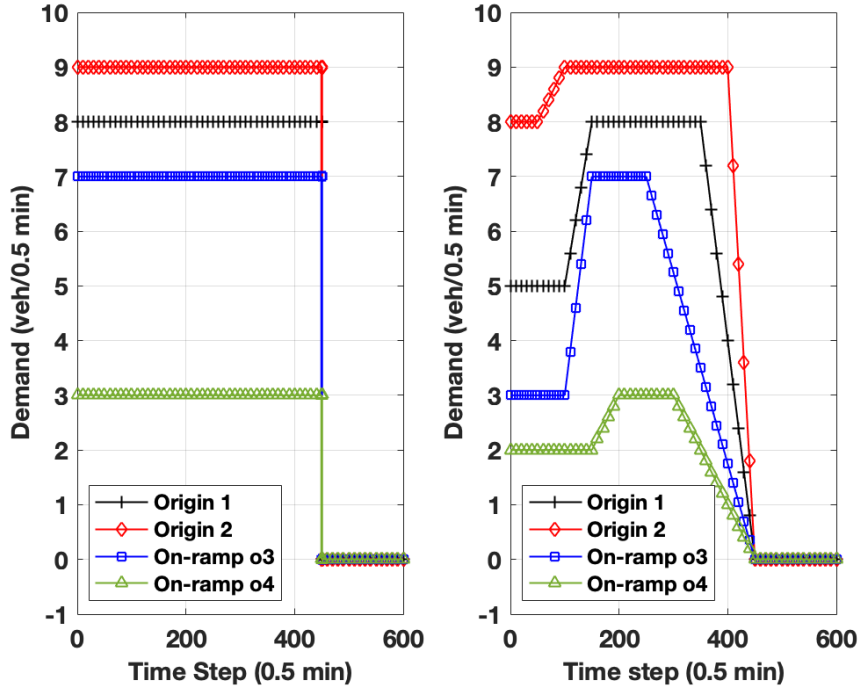 10
9
8
7
6
5
4
3
2
1
0
-1
Demand (veh/0.5 min)
0
200
400
600
Time Step (0.5 min)
Origin 1
Origin 2
On-ramp o3
On-ramp o4
10
9
8
7
6
5
4
3
2
1
0
-1
Demand (veh/0.5 min)
0
200
400
600
Time step (0.5 min)
Origin 1
Origin 2
On-ramp o3
On-ramp o4